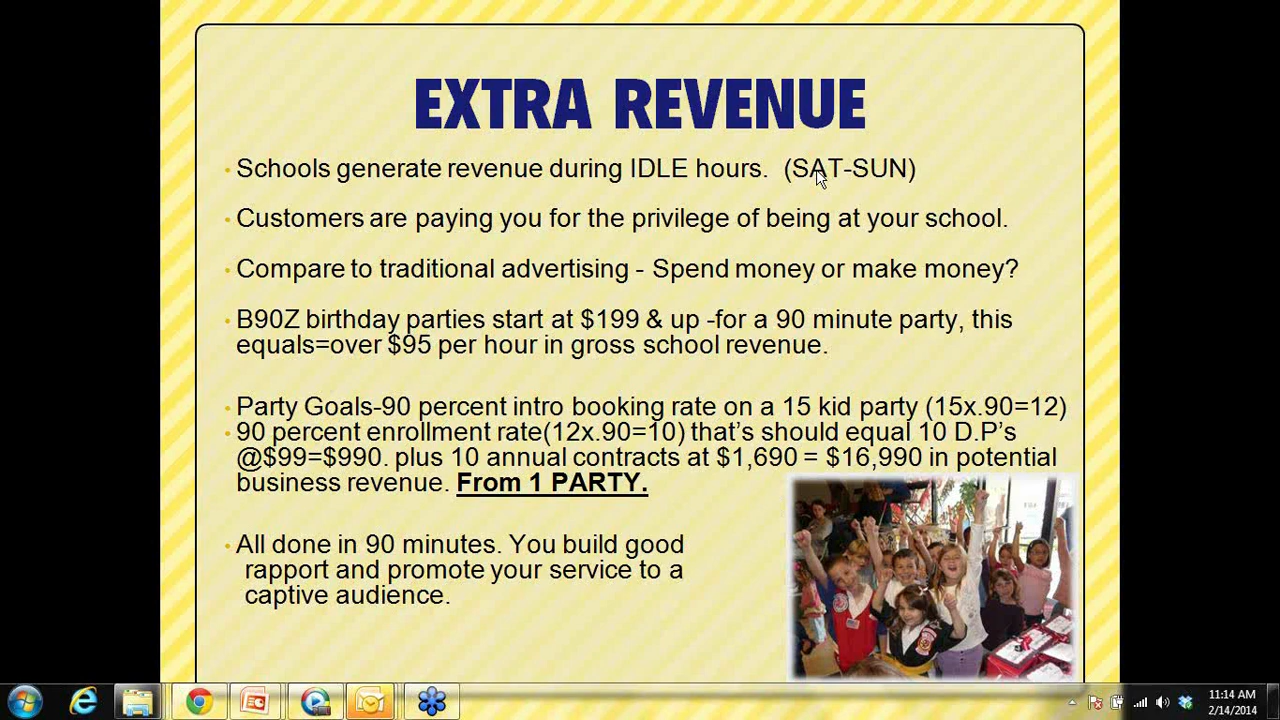 EXTRA REVENUE
• Schools generate revenue during IDLE hours. (SAT-SUN)
• Customers are paying you for the privilege of being at your school.
• Compare to traditional advertising - Spend money or make money?
• B90Z birthday parties start at $199 & up -for a 90 minute party, this
equals=over $95 per hour in gross school revenue.
• Party Goals-90 percent intro booking rate on a 15 kid party (15x.90=12)
• 90 percent enrollment rate(12x.90=10) that's should equal 10 D.P's
@$99=$990. plus 10 annual contracts at $1,690 = $16,990 in potential
business revenue. From 1 PARTY.
• All done in 90 minutes. You build good
rapport and promote your service to a
captive audience.
11:14 AM
2/14/2014